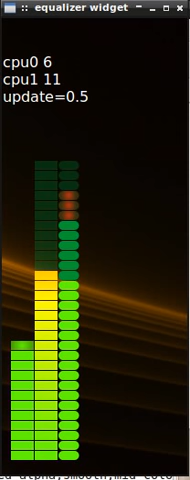 :: equalizer widget
cpu0 6
cpu1 11
update=0.5